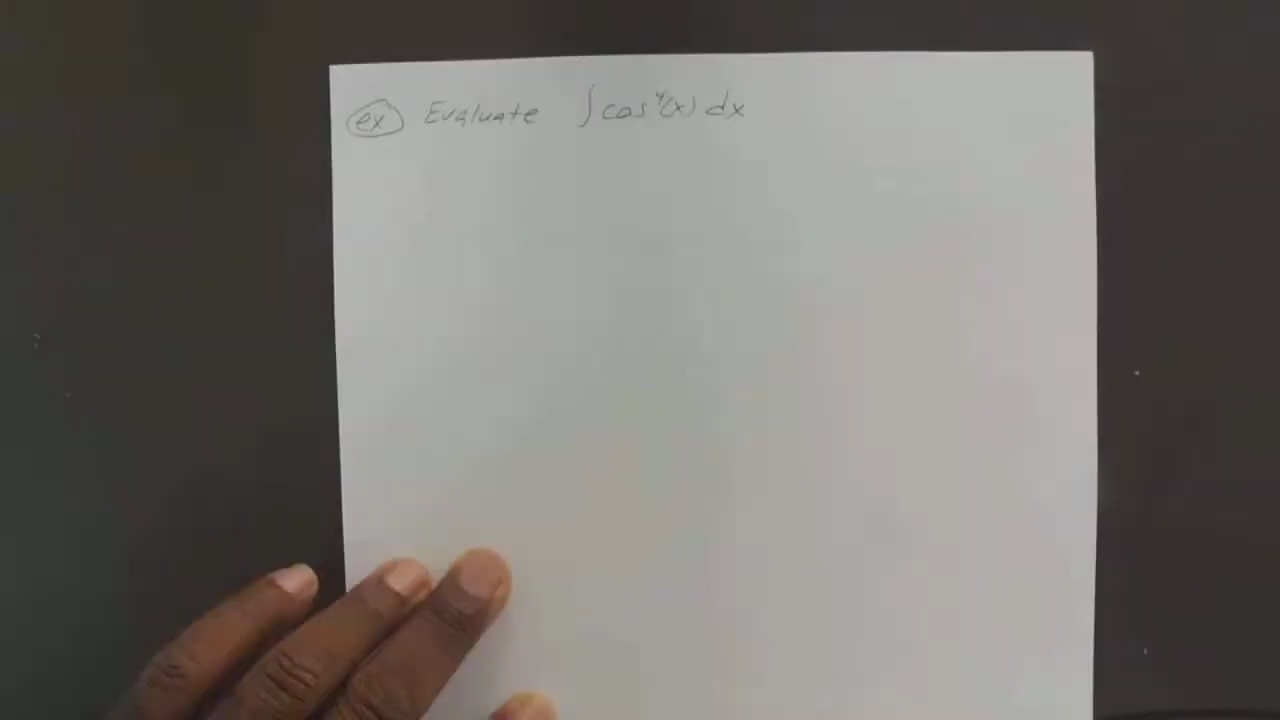 ex Evaluate ∫ cos⁴(x) dx